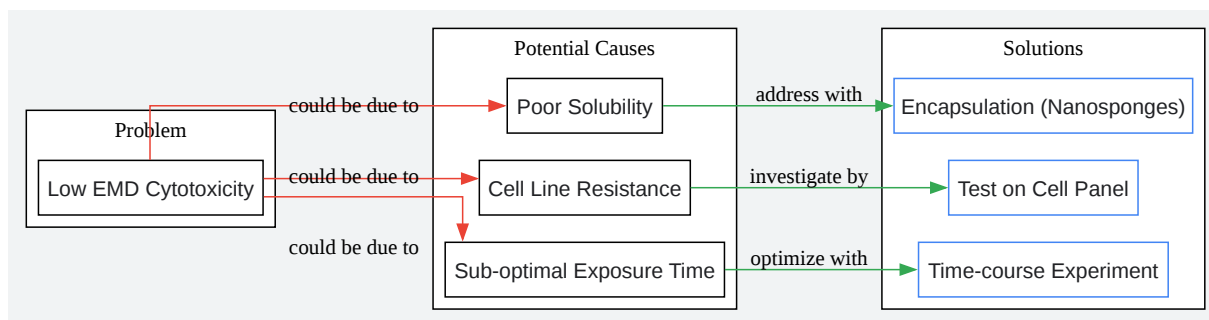 Potential Causes
Solutions
Problem
could be due to
Poor Solubility
address with
Encapsulation (Nanosponges)
Low EMD Cytotoxicity
could be due to
Cell Line Resistance
investigate by
Test on Cell Panel
could be due to
Sub-optimal Exposure Time
optimize with
Time-course Experiment